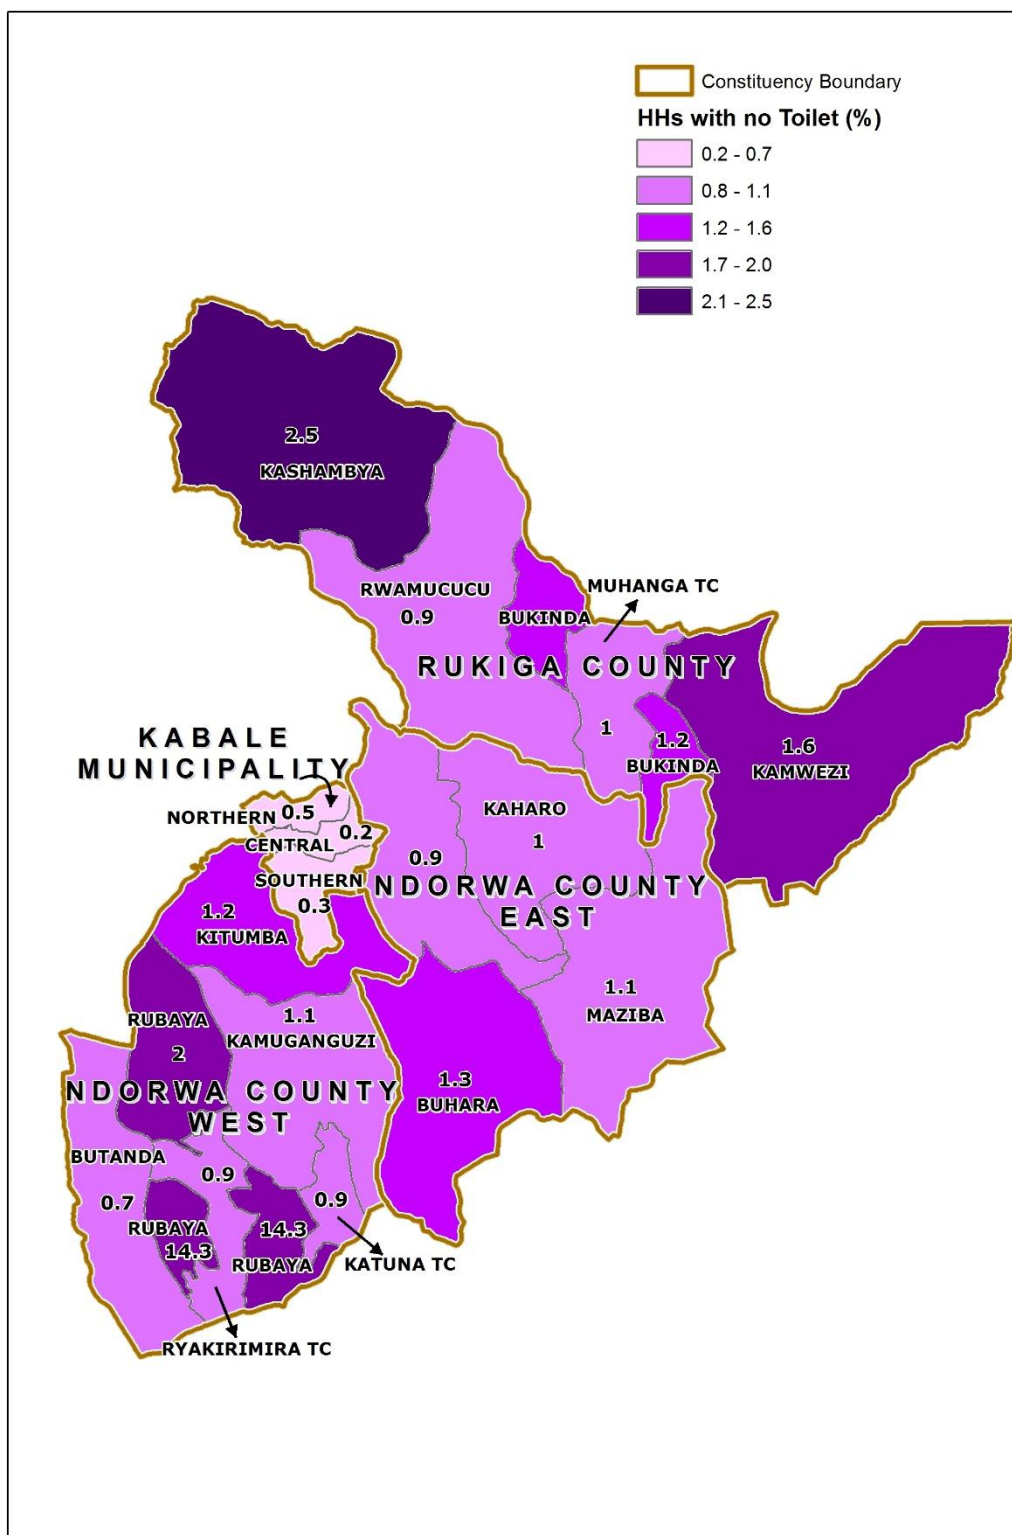 Constituency Boundary
HHs with no Toilet (%)
0.2 - 0.7
0.8 - 1.1
1.2 - 1.6
1.7 - 2.0
2.1 - 2.5
2.5
KASHAMBYA
RWAMUCUCU
0.9
BUKINDA
MUHANGA TC
RUKIGA COUNTY
1
1.2
BUKINDA
1.6
KAMWEZI
KABALE
MUNICIPALITY
NORTHERN
0.5
0.2
CENTRAL
SOUTHERN
0.3
KAHARO
1
0.9
NDORWA COUNTY
EAST
1.2
KITUMBA
1.1
MAZIBA
RUBAYA
2
1.1
KAMUGANGUZI
1.3
BUHARA
NDORWA COUNTY
WEST
BUTANDA
0.7
0.9
RUBAYA
14.3
14.3
RUBAYA
0.9
KATUNA TC
RYAKIRIMIRA TC